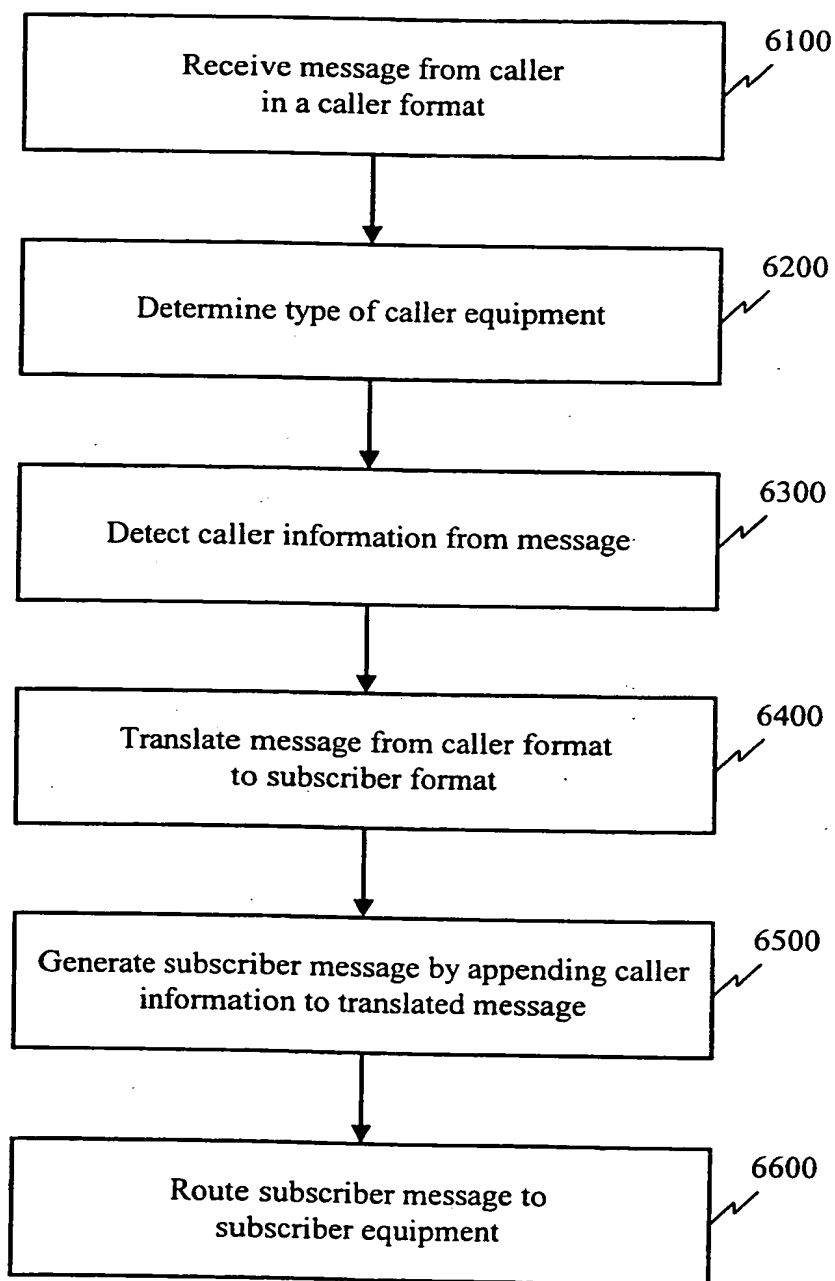 Receive message from caller
in a caller format
6100
Determine type of caller equipment
6200
Detect caller information from message
6300
Translate message from caller format
to subscriber format
6400
Generate subscriber message by appending caller
information to translated message
6500
Route subscriber message to
subscriber equipment
6600